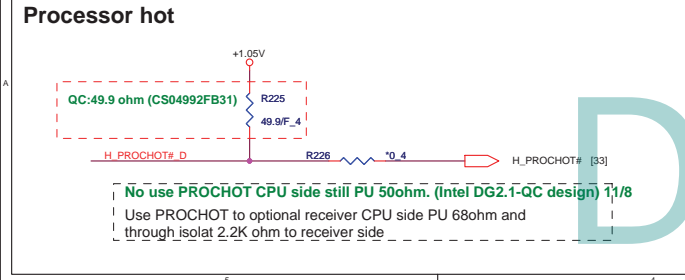 Processor hot
+1.05V
A
QC:49.9 ohm (CS04992FB31)
R225
49.9/F_4
H_PROCHOT#_D
R226
*0_4
H_PROCHOT# [33]
No use PROCHOT CPU side still PU 50ohm. (Intel DG2.1-QC design) 11/8
Use PROCHOT to optional receiver CPU side PU 68ohm and
through isolat 2.2K ohm to receiver side
D
5
4